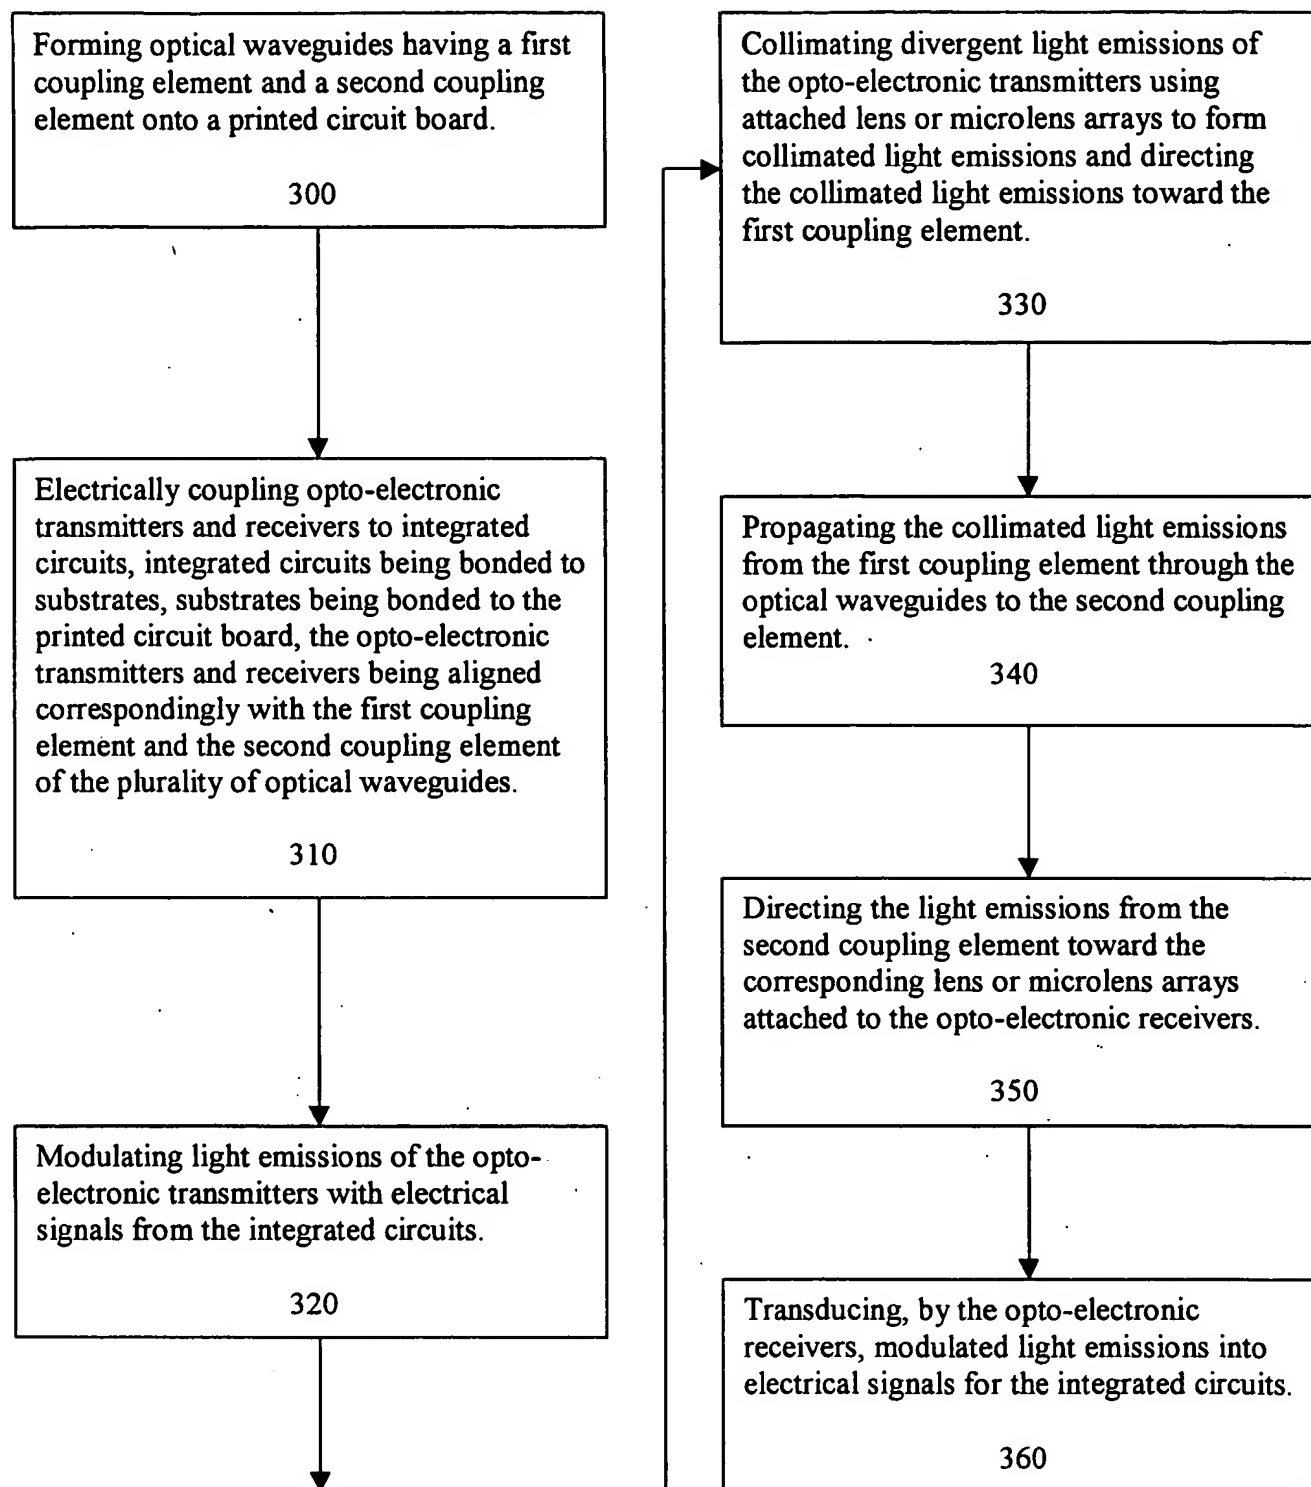 Forming optical waveguides having a first
coupling element and a second coupling
element onto a printed circuit board.
300
Electrically coupling opto-electronic
transmitters and receivers to integrated
circuits, integrated circuits being bonded to
substrates, substrates being bonded to the
printed circuit board, the opto-electronic
transmitters and receivers being aligned
correspondingly with the first coupling
element and the second coupling element
of the plurality of optical waveguides.
310
Modulating light emissions of the opto-
electronic transmitters with electrical
signals from the integrated circuits.
320
Collimating divergent light emissions of
the opto-electronic transmitters using
attached lens or microlens arrays to form
collimated light emissions and directing
the collimated light emissions toward the
first coupling element.
330
Propagating the collimated light emissions
from the first coupling element through the
optical waveguides to the second coupling
element.
340
Directing the light emissions from the
second coupling element toward the
corresponding lens or microlens arrays
attached to the opto-electronic receivers.
350
Transducing, by the opto-electronic
receivers, modulated light emissions into
electrical signals for the integrated circuits.
360